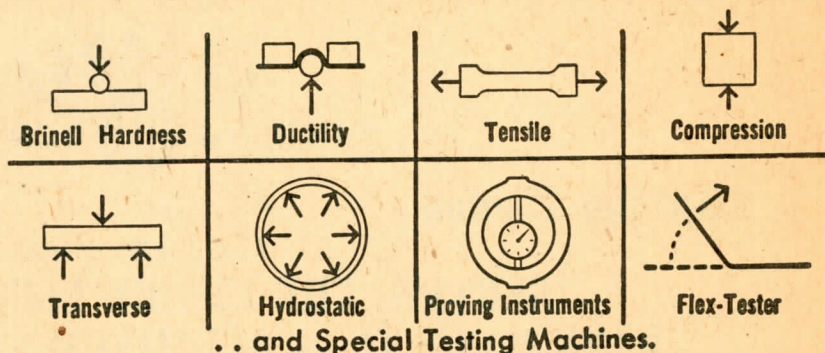 Brinell Hardness
Ductility
Tensile
Compression
Transverse
Hydrostatic
Proving Instruments
Flex-Tester
. . and Special Testing Machines.